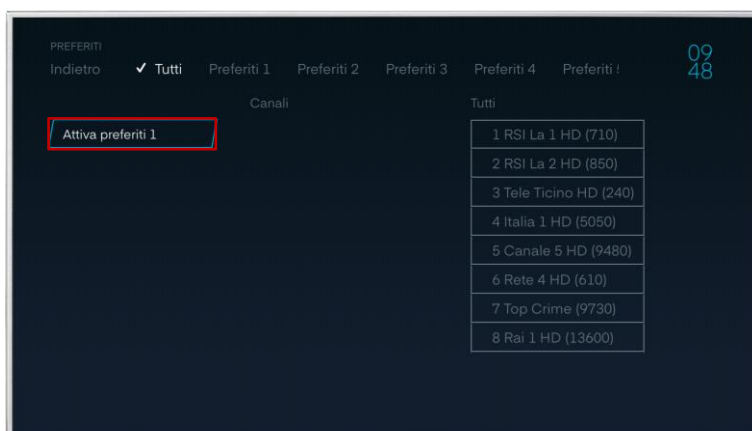 PREFERITI
Indietro ✓ Tutti Preferiti 1 Preferiti 2 Preferiti 3 Preferiti 4 Preferiti
09
48
Canali Tutti
Attiva preferiti 1
1 RSI La 1 HD (710)
2 RSI La 2 HD (850)
3 Tele Ticino HD (240)
4 Italia 1 HD (5050)
5 Canale 5 HD (9480)
6 Rete 4 HD (610)
7 Top Crime (9730)
8 Rai 1 HD (13600)